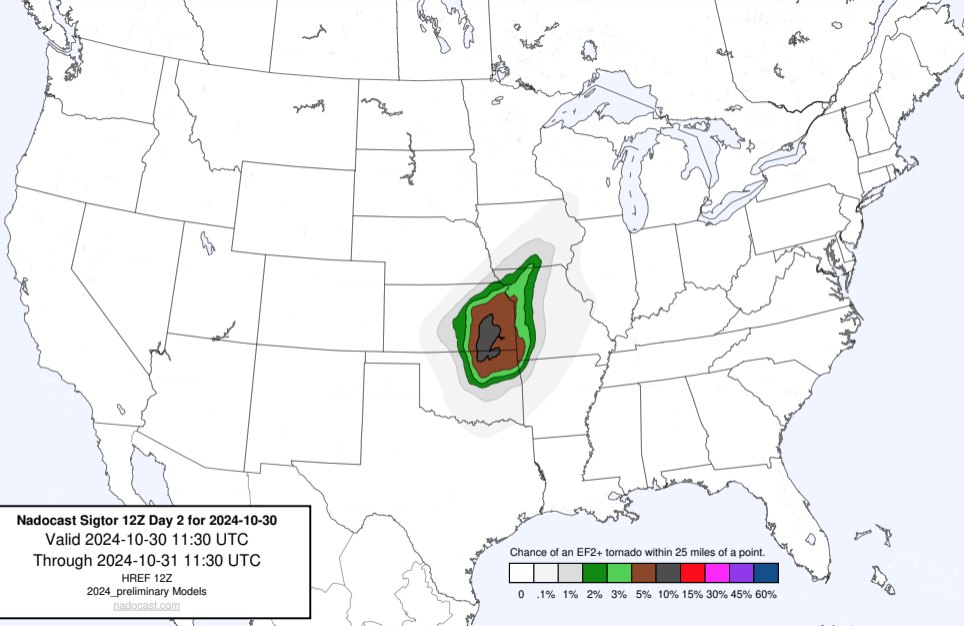 Nadocast Sigtor 12Z Day 2 for 2024-10-30
Valid 2024-10-30 11:30 UTC
Through 2024-10-31 11:30 UTC
HREF 12Z
2024_preliminary Models
nadocast.com
Chance of an EF2+ tornado within 25 miles of a point.
0 .1% 1% 2% 3% 5% 10% 15% 30% 45% 60%